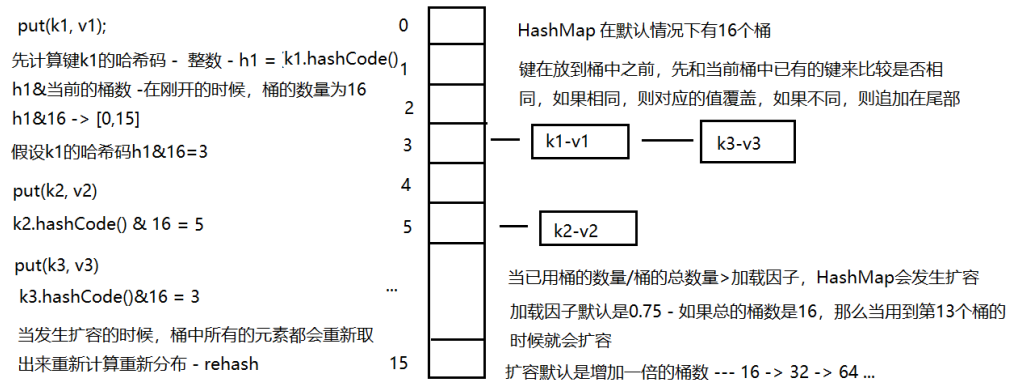 put(k1, v1);
先计算键k1的哈希码 - 整数 - h1 = k1.hashCode()
h1&当前的桶数 -在刚开的时候，桶的数量为16
h1&16 -> [0,15]
假设k1的哈希码h1&16=3
put(k2, v2)
k2.hashCode() & 16 = 5
put(k3, v3)
k3.hashCode()&16 = 3
当发生扩容的时候，桶中所有的元素都会重新取
出来重新计算重新分布 - rehash
0
1
2
3
4
5
...
15
HashMap 在默认情况下有16个桶
键在放到桶中之前，先和当前桶中已有的键来比较是否相
同，如果相同，则对应的值覆盖，如果不同，则追加在尾部
k1-v1
k3-v3
k2-v2
当已用桶的数量/桶的总数量>加载因子，HashMap会发生扩容
加载因子默认是0.75 - 如果总的桶数是16，那么当用到第13个桶的
时候就会扩容
扩容默认是增加一倍的桶数 --- 16 -> 32 -> 64 ...